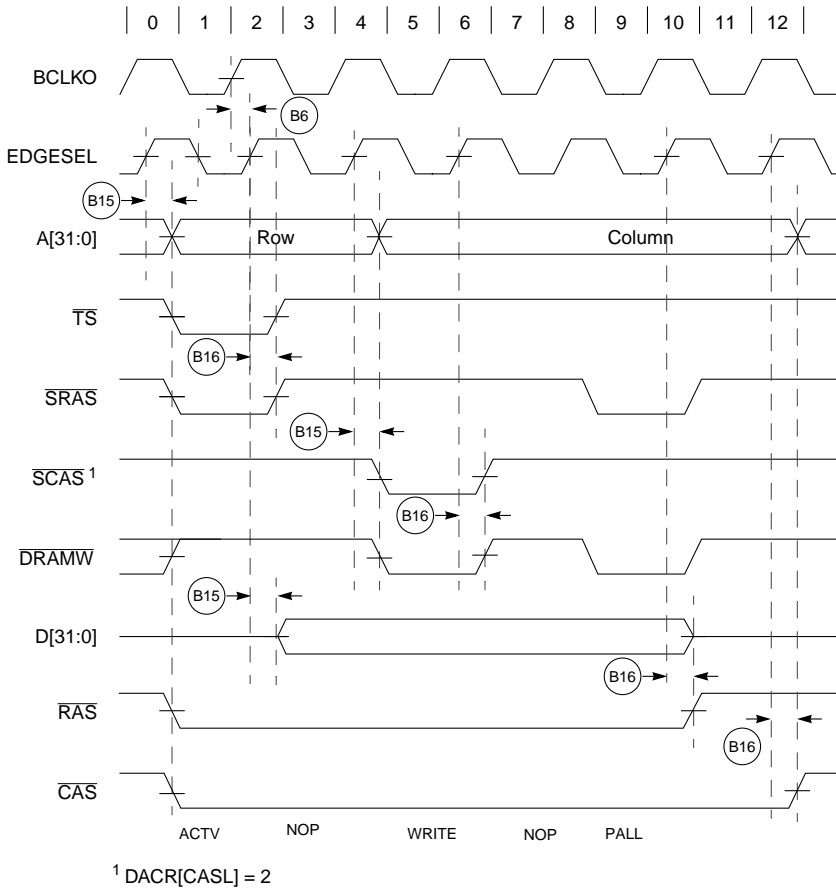 0 1 2 3 4 5 6 7 8 9 10 11 12
BCLKO
B6
EDGESEL
B15
A[31:0] Row Column
TS
B16
SRAS
B15
SCAS 1
B16
DRAMW
B15
D[31:0]
B16
RAS
B16
CAS
ACTV NOP WRITE NOP PALL
1 DACR[CASL] = 2